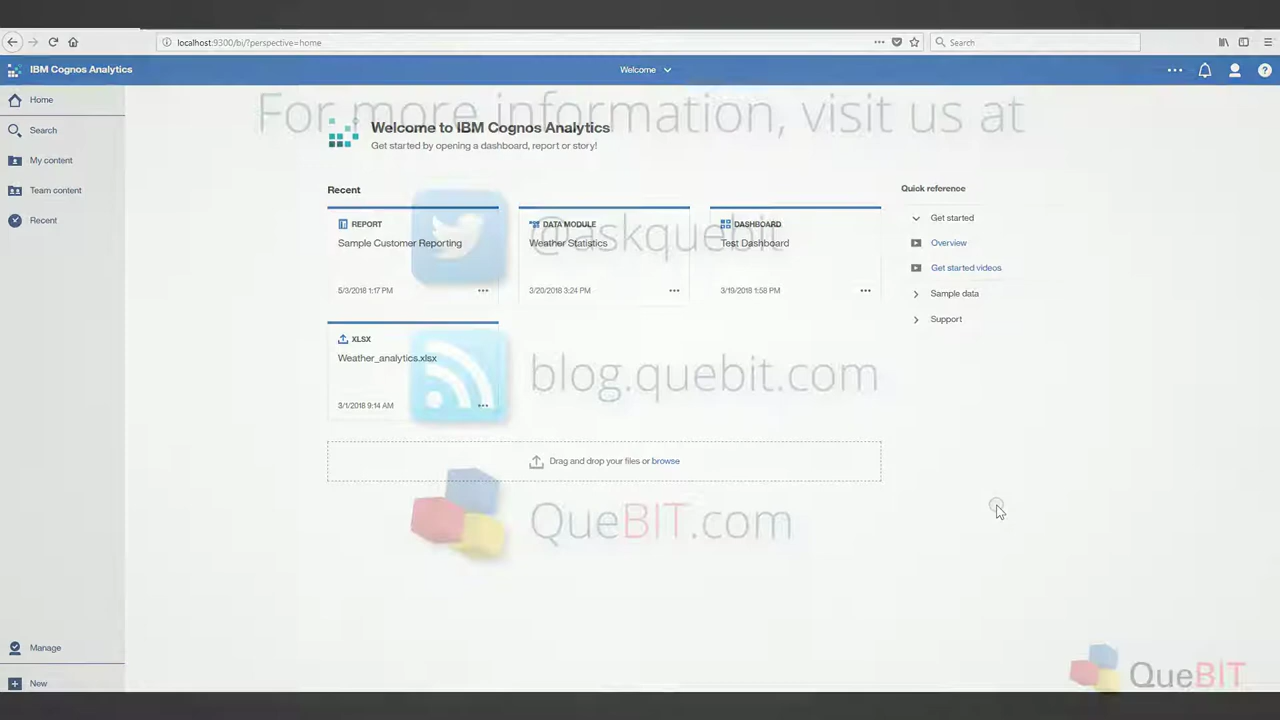 localhost:9300/bi/?perspective=home
Search
IBM Cognos Analytics
Welcome
Home
Search
My content
Team content
Recent
Manage
New
For more information, visit us at
Welcome to IBM Cognos Analytics
Get started by opening a dashboard, report or story!
Recent
REPORT
Sample Customer Reporting
5/3/2018 1:17 PM
DATA MODULE
Weather Statistics
3/20/2018 3:24 PM
DASHBOARD
Test Dashboard
3/19/2018 1:58 PM
@askquebit
XLSX
Weather_analytics.xlsx
3/1/2018 9:14 AM
blog.quebit.com
Drag and drop your files or browse
QueBIT.com
Quick reference
Get started
Overview
Get started videos
Sample data
Support
QueBIT